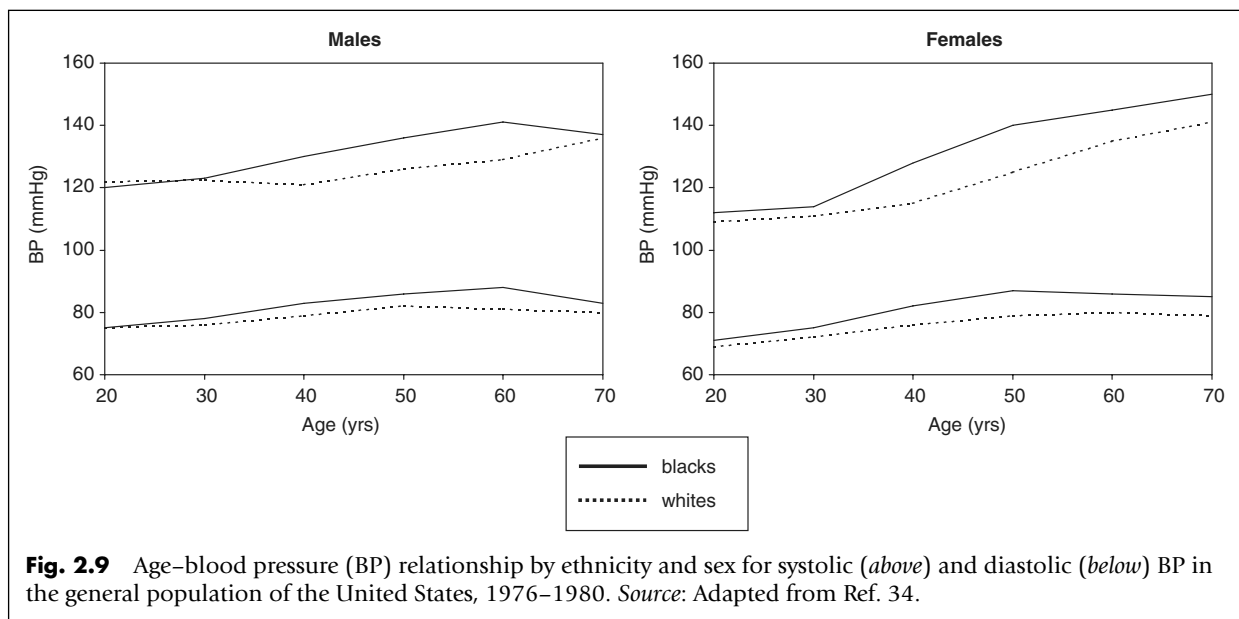 Males
160
140
120
100
80
60
BP (mmHg)
20 30 40 50 60 70
Age (yrs)
Females
160
140
120
100
80
60
BP (mmHg)
20 30 40 50 60 70
Age (yrs)
blacks
whites
Fig. 2.9 Age–blood pressure (BP) relationship by ethnicity and sex for systolic (above) and diastolic (below) BP in
the general population of the United States, 1976–1980. Source: Adapted from Ref. 34.